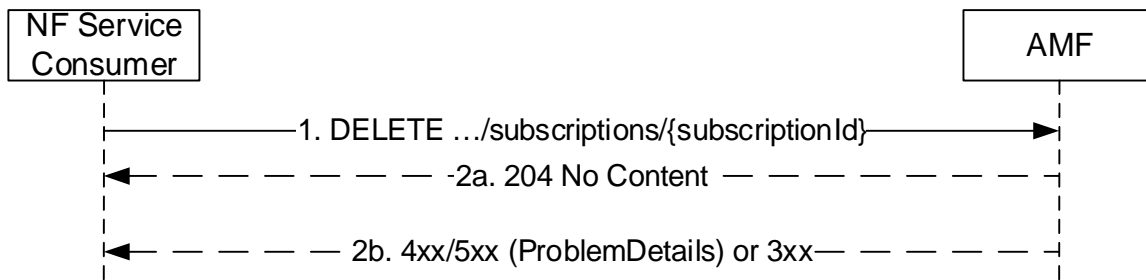 NF Service
Consumer
AMF
1. DELETE …/subscriptions/{subscriptionId}
2a. 204 No Content
2b. 4xx/5xx (ProblemDetails) or 3xx